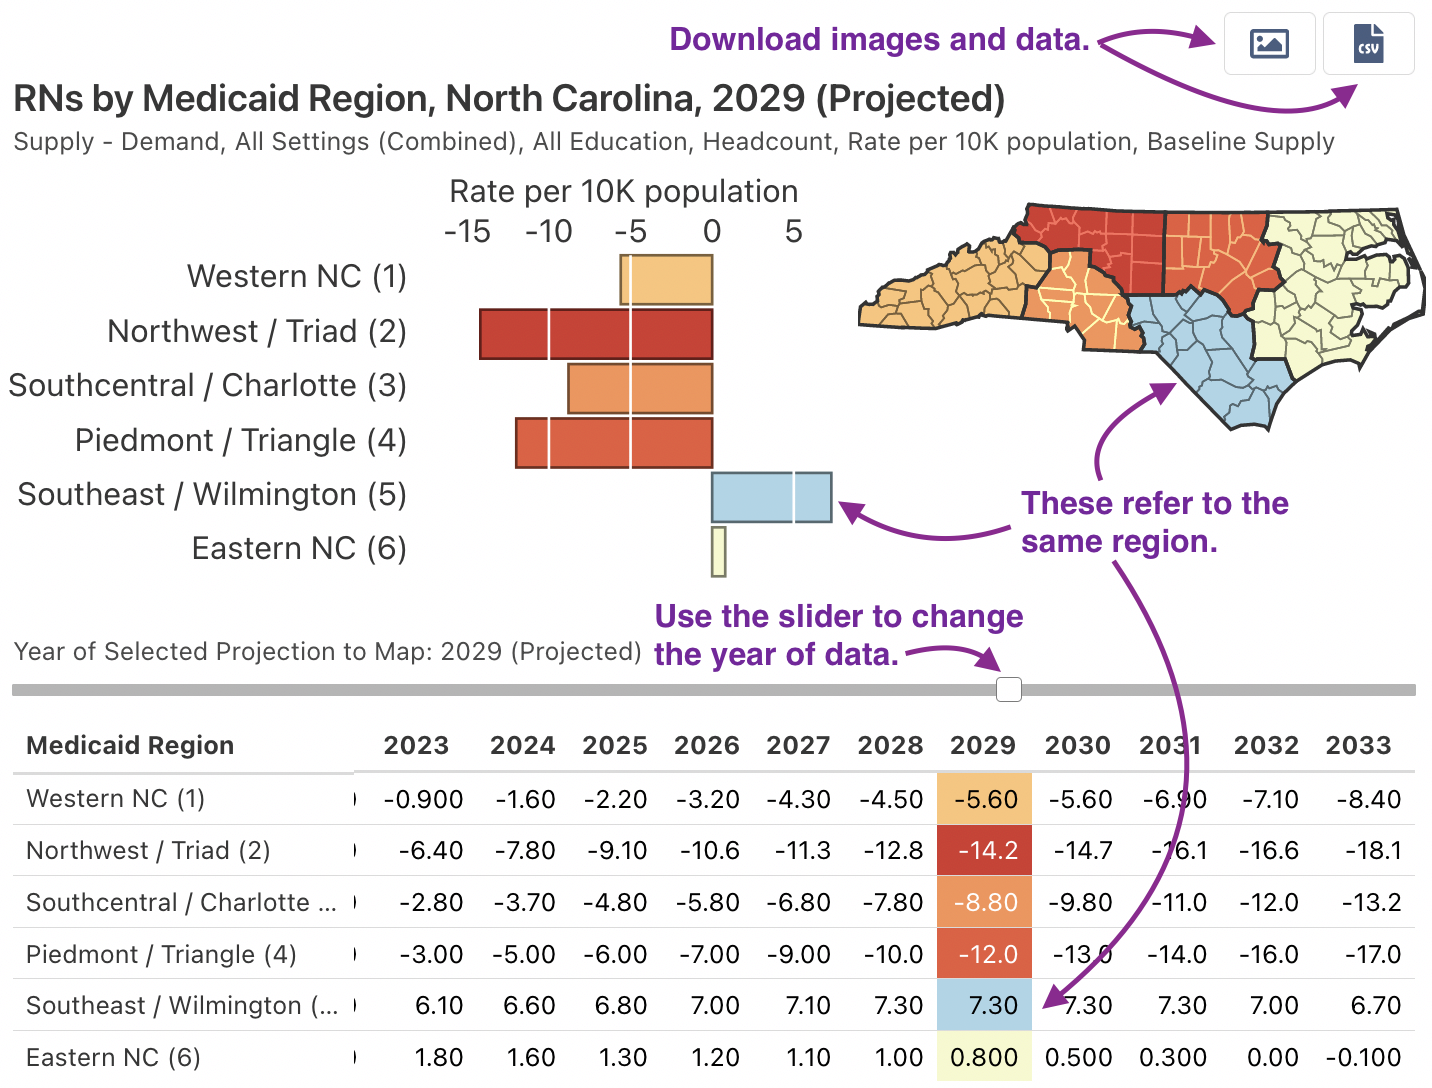 Download images and data.
CSV
RNs by Medicaid Region, North Carolina, 2029 (Projected)
Supply - Demand, All Settings (Combined), All Education, Headcount, Rate per 10K population, Baseline Supply
Rate per 10K population
-15 -10 -5 0 5
Western NC (1)
Northwest / Triad (2)
Southcentral / Charlotte (3)
Piedmont / Triangle (4)
Southeast / Wilmington (5)
Eastern NC (6)
These refer to the
same region.
Use the slider to change
the year of data.
Year of Selected Projection to Map: 2029 (Projected)
Medicaid Region 2023 2024 2025 2026 2027 2028 2029 2030 2031 2032 2033
Western NC (1) -0.900 -1.60 -2.20 -3.20 -4.30 -4.50 -5.60 -5.60 -6.90 -7.10 -8.40
Northwest / Triad (2) -6.40 -7.80 -9.10 -10.6 -11.3 -12.8 -14.2 -14.7 -16.1 -16.6 -18.1
Southcentral / Charlotte ... -2.80 -3.70 -4.80 -5.80 -6.80 -7.80 -8.80 -9.80 -11.0 -12.0 -13.2
Piedmont / Triangle (4) -3.00 -5.00 -6.00 -7.00 -9.00 -10.0 -12.0 -13.0 -14.0 -16.0 -17.0
Southeast / Wilmington (... 6.10 6.60 6.80 7.00 7.10 7.30 7.30 7.30 7.30 7.00 6.70
Eastern NC (6) 1.80 1.60 1.30 1.20 1.10 1.00 0.800 0.500 0.300 0.00 -0.100